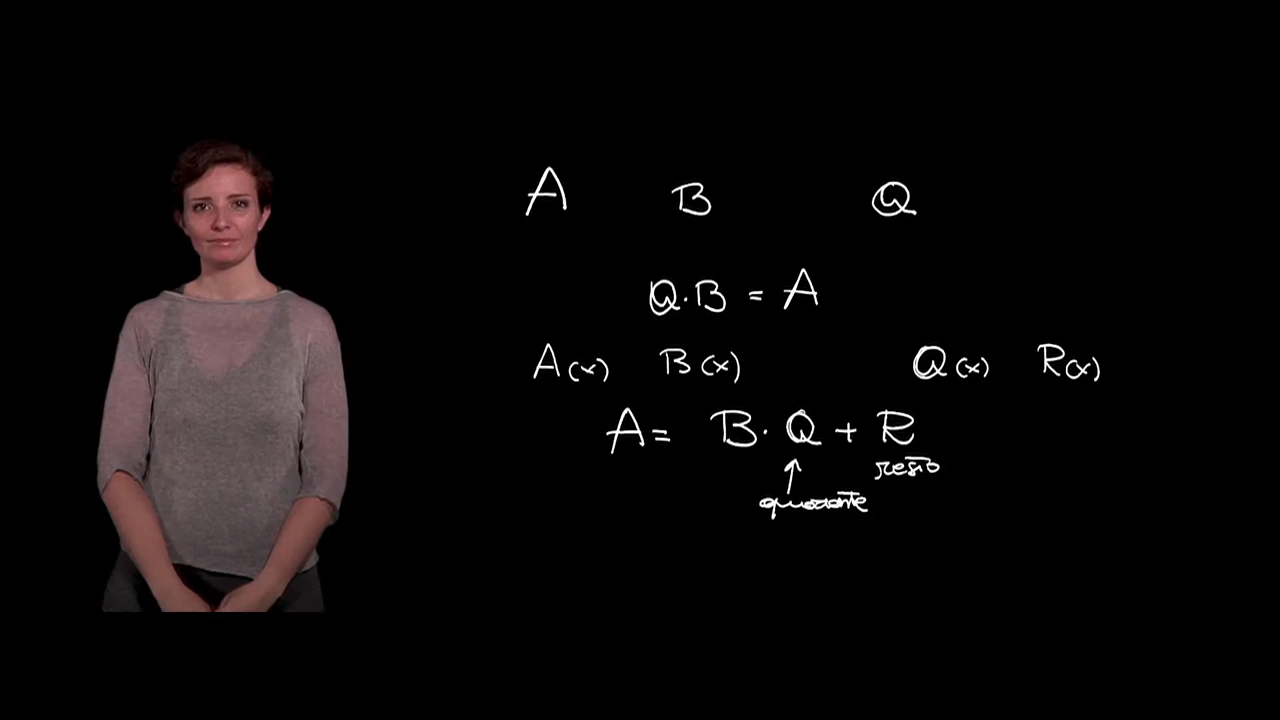 A B Q
Q·B = A
A(x) B(x) Q(x) R(x)
A = B·Q + R
resto
quoziente